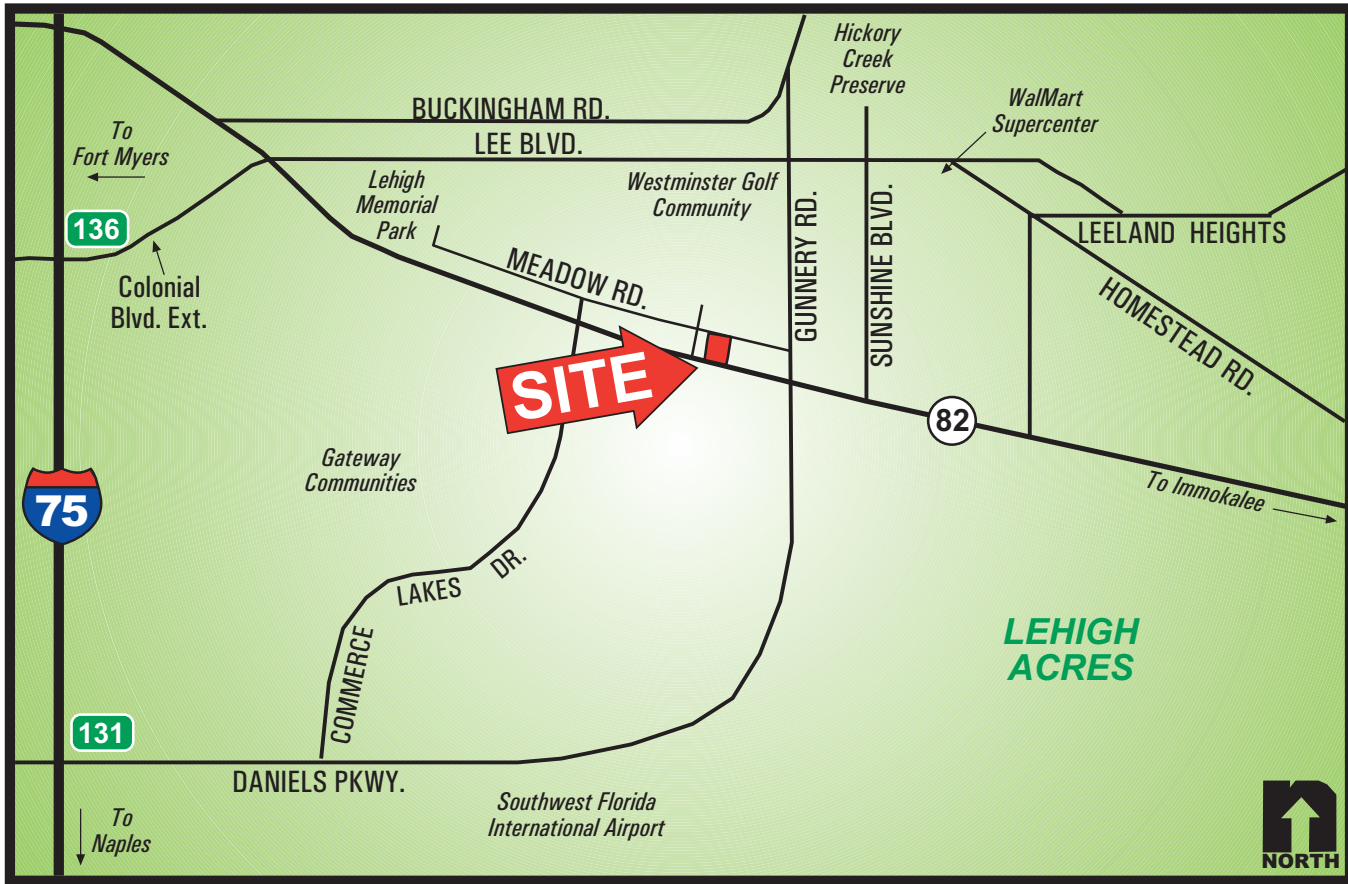 Hickory
Creek
Preserve
WalMart
Supercenter
BUCKINGHAM RD.
LEE BLVD.
To
Fort Myers
136
Colonial
Blvd. Ext.
Lehigh
Memorial
Park
Westminster Golf
Community
MEADOW RD.
GUNNERY RD.
SUNSHINE BLVD.
LEELAND HEIGHTS
HOMESTEAD RD.
SITE
82
To Immokalee
Gateway
Communities
75
COMMERCE
LAKES
DR.
LEHIGH
ACRES
131
DANIELS PKWY.
To
Naples
Southwest Florida
International Airport
n
NORTH